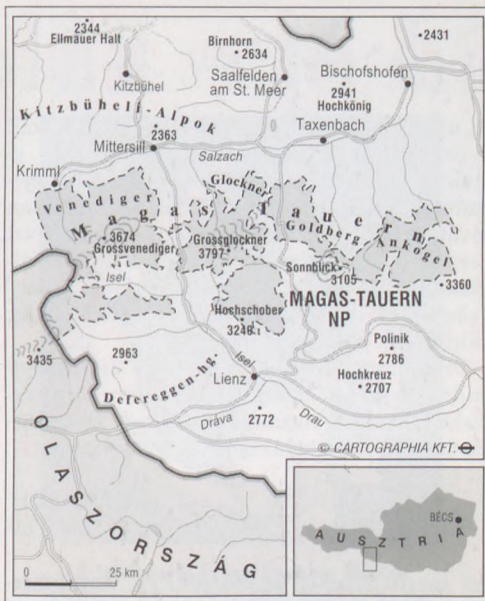 2344
Ellmauer Halt
Birnhorn
2634
2431
Kitzbühel
Saalfelden
am St. Meer
Bischofshofen
2941
Hochkönig
Kitzbüheli-Alpok
2363
Taxenbach
Mittersill
Salzach
Krimml
Venediger
Glockner
Magas Tauern
Goldberg
Ankogel
3674
Grossvenediger
Grossglockner
3797
Sonnblick
3105
Isel
3360
MAGAS-TAUERN
NP
Hochschober
3248
Polinik
2786
3435
2963
Isel
Hochkreuz
2707
Defereggen-hg.
Lienz
Dráva
2772
Drau
© CARTOGRAPHIA KFT.
OLASZORSZÁG
BÉCS
AUSZTRIA
0 25 km